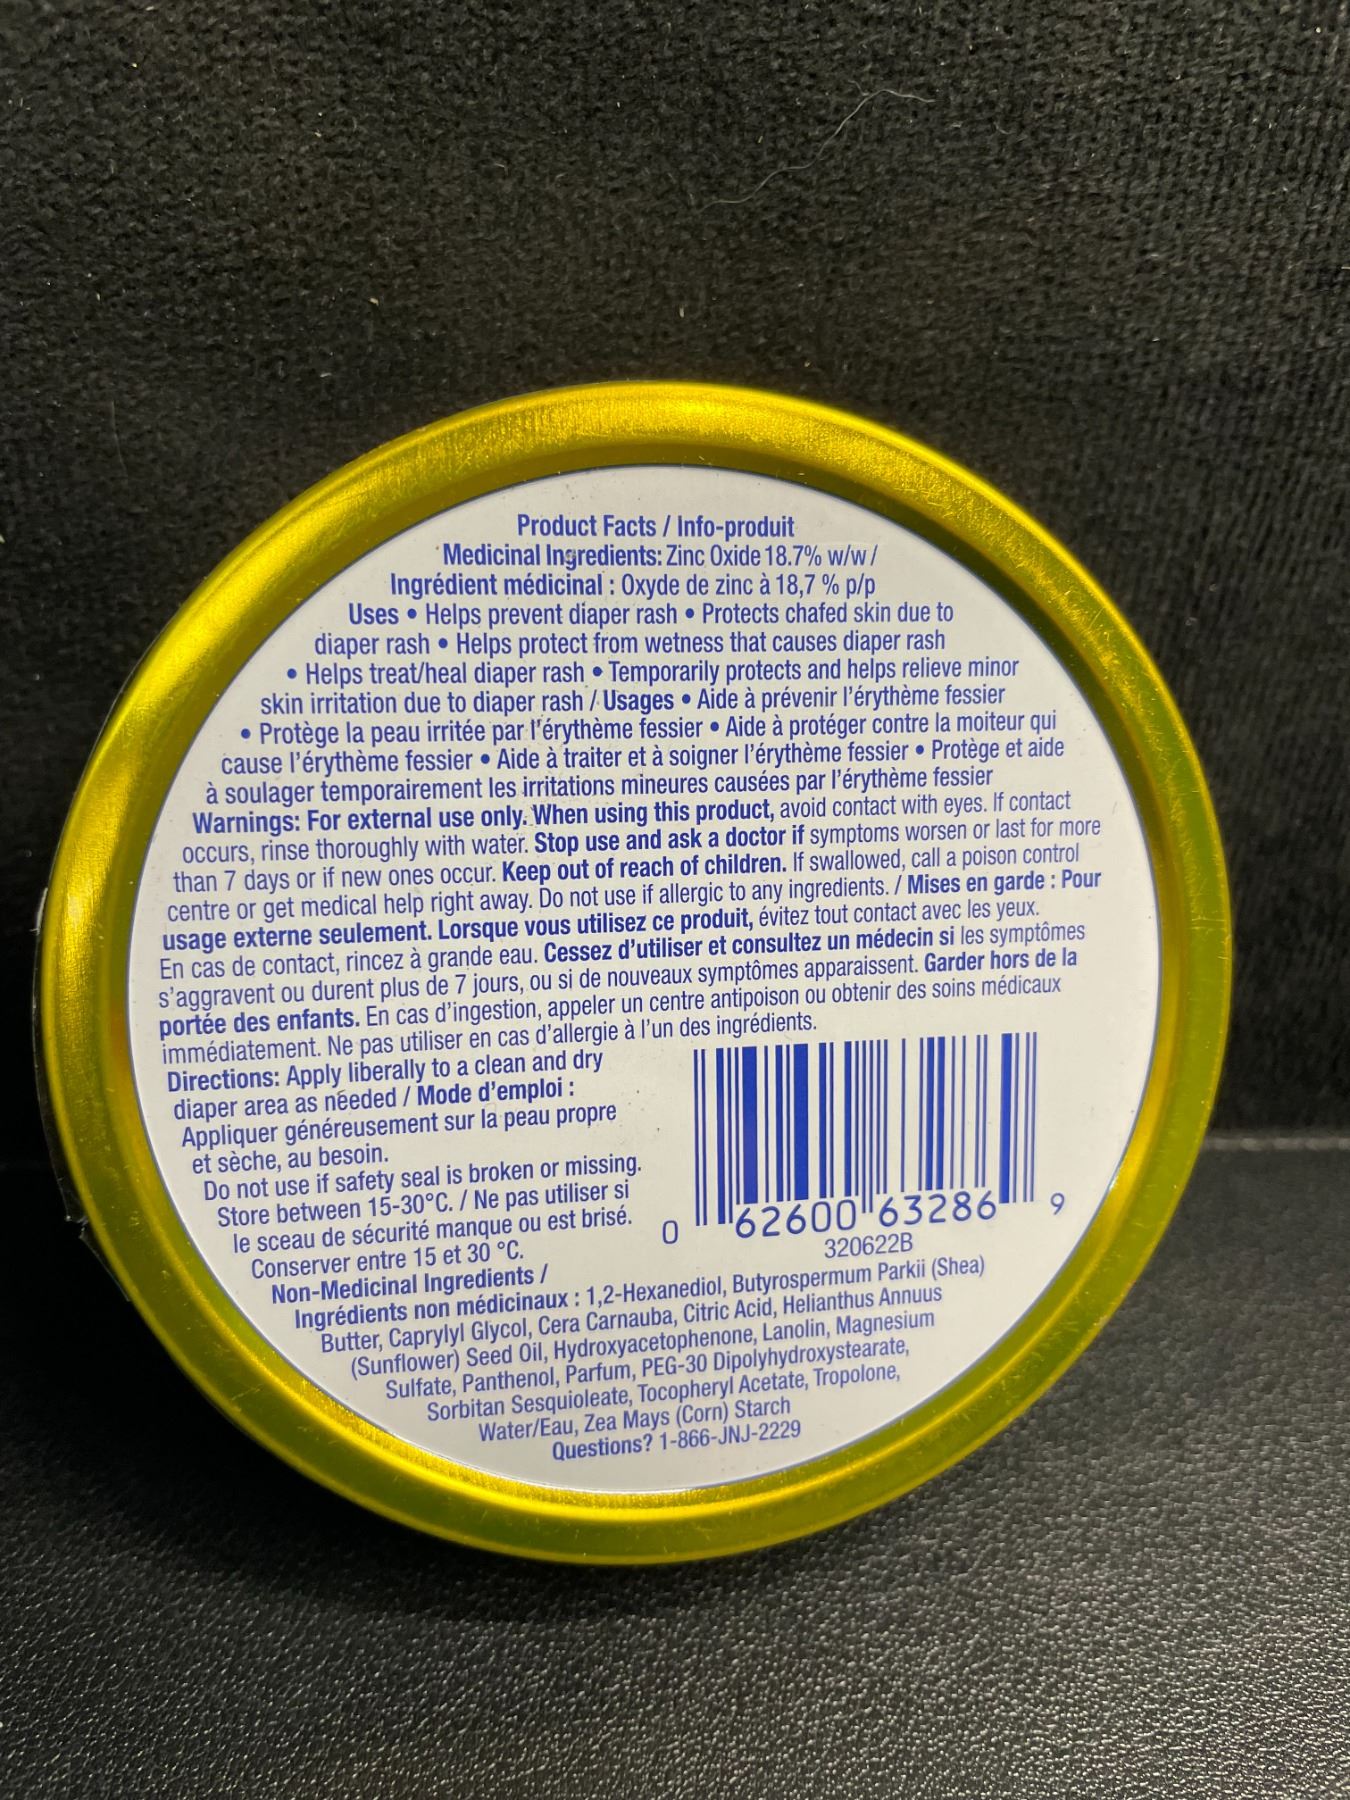 Product Facts / Info-produit
Medicinal Ingredients: Zinc Oxide 18.7% w/w /
Ingrédient médicinal : Oxyde de zinc à 18,7 % p/p
Uses • Helps prevent diaper rash • Protects chafed skin due to
diaper rash • Helps protect from wetness that causes diaper rash
• Helps treat/heal diaper rash • Temporarily protects and helps relieve minor
skin irritation due to diaper rash / Usages • Aide à prévenir l'érythème fessier
• Protège la peau irritée par l'érythème fessier • Aide à protéger contre la moiteur qui
cause l'érythème fessier • Aide à traiter et à soigner l'érythème fessier • Protège et aide
à soulager temporairement les irritations mineures causées par l'érythème fessier
Warnings: For external use only. When using this product, avoid contact with eyes. If contact
occurs, rinse thoroughly with water. Stop use and ask a doctor if symptoms worsen or last for more
than 7 days or if new ones occur. Keep out of reach of children. If swallowed, call a poison control
centre or get medical help right away. Do not use if allergic to any ingredients. / Mises en garde : Pour
usage externe seulement. Lorsque vous utilisez ce produit, évitez tout contact avec les yeux.
En cas de contact, rincez à grande eau. Cessez d'utiliser et consultez un médecin si les symptômes
s'aggravent ou durent plus de 7 jours, ou si de nouveaux symptômes apparaissent. Garder hors de la
portée des enfants. En cas d'ingestion, appeler un centre antipoison ou obtenir des soins médicaux
immédiatement. Ne pas utiliser en cas d'allergie à l'un des ingrédients.
Directions: Apply liberally to a clean and dry
diaper area as needed / Mode d'emploi :
Appliquer généreusement sur la peau propre
et sèche, au besoin.
Do not use if safety seal is broken or missing.
Store between 15-30°C. / Ne pas utiliser si
le sceau de sécurité manque ou est brisé.
Conserver entre 15 et 30 °C.
0 62600 63286 9
320622B
Non-Medicinal Ingredients /
Ingrédients non médicinaux : 1,2-Hexanediol, Butyrospermum Parkii (Shea)
Butter, Caprylyl Glycol, Cera Carnauba, Citric Acid, Helianthus Annuus
(Sunflower) Seed Oil, Hydroxyacetophenone, Lanolin, Magnesium
Sulfate, Panthenol, Parfum, PEG-30 Dipolyhydroxystearate,
Sorbitan Sesquioleate, Tocopheryl Acetate, Tropolone,
Water/Eau, Zea Mays (Corn) Starch
Questions? 1-866-JNJ-2229